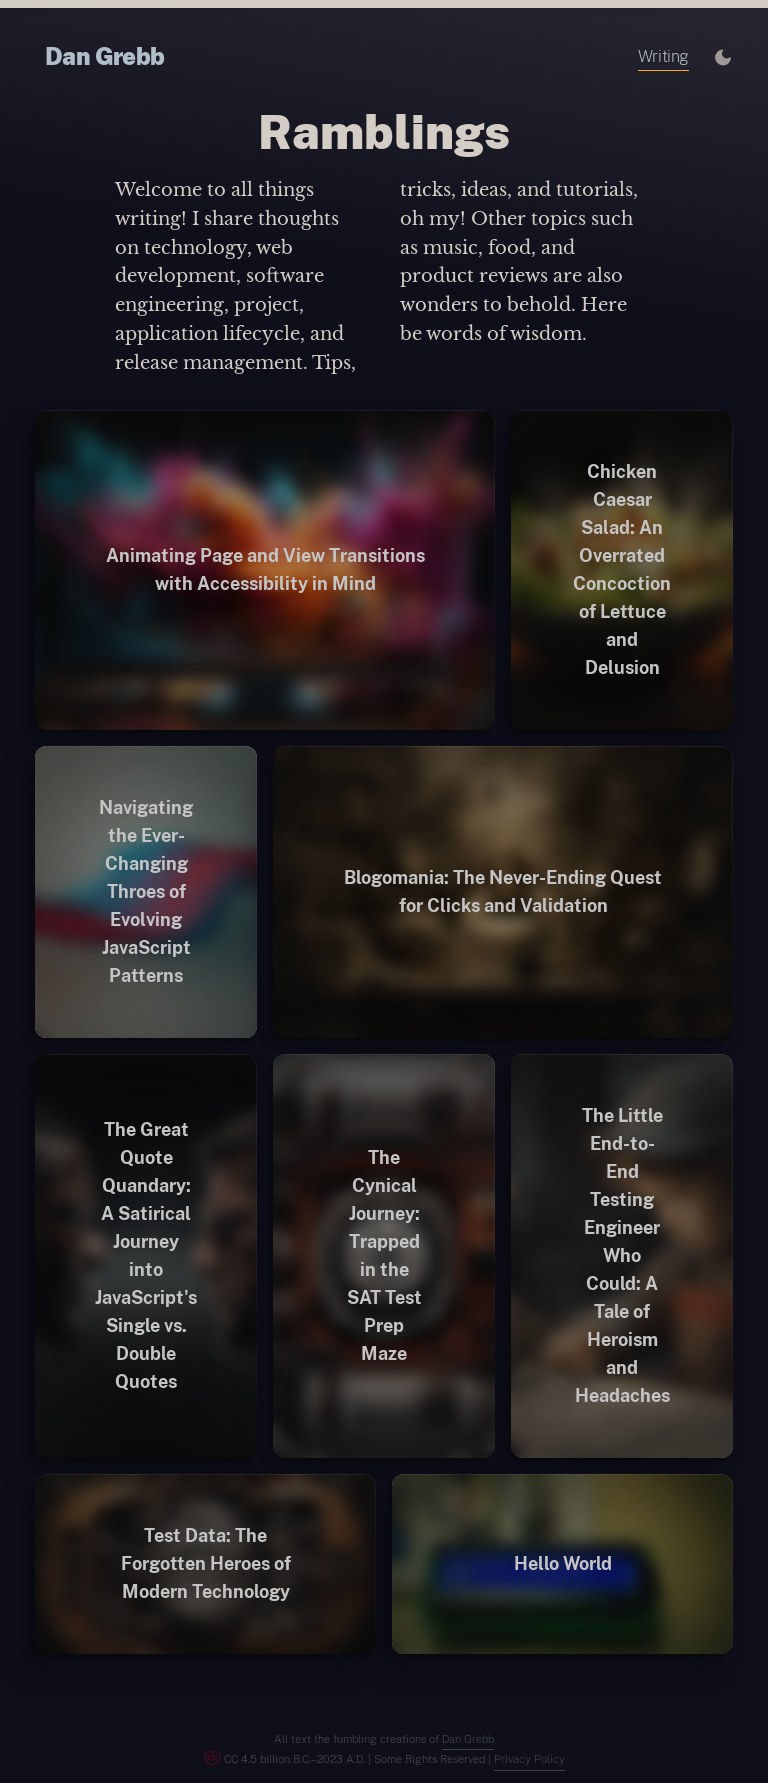 Dan Grebb
Writing
Ramblings
Welcome to all things
writing! I share thoughts
on technology, web
development, software
engineering, project,
application lifecycle, and
release management. Tips,
tricks, ideas, and tutorials,
oh my! Other topics such
as music, food, and
product reviews are also
wonders to behold. Here
be words of wisdom.
Animating Page and View Transitions
with Accessibility in Mind
Chicken
Caesar
Salad: An
Overrated
Concoction
of Lettuce
and
Delusion
Navigating
the Ever-
Changing
Throes of
Evolving
JavaScript
Patterns
Blogomania: The Never-Ending Quest
for Clicks and Validation
The Great
Quote
Quandary:
A Satirical
Journey
into
JavaScript's
Single vs.
Double
Quotes
The
Cynical
Journey:
Trapped
in the
SAT Test
Prep
Maze
The Little
End-to-
End
Testing
Engineer
Who
Could: A
Tale of
Heroism
and
Headaches
Test Data: The
Forgotten Heroes of
Modern Technology
Hello World
All text the fumbling creations of Dan Grebb
CC 4.5 billion B.C.–2023 A.D. | Some Rights Reserved | Privacy Policy